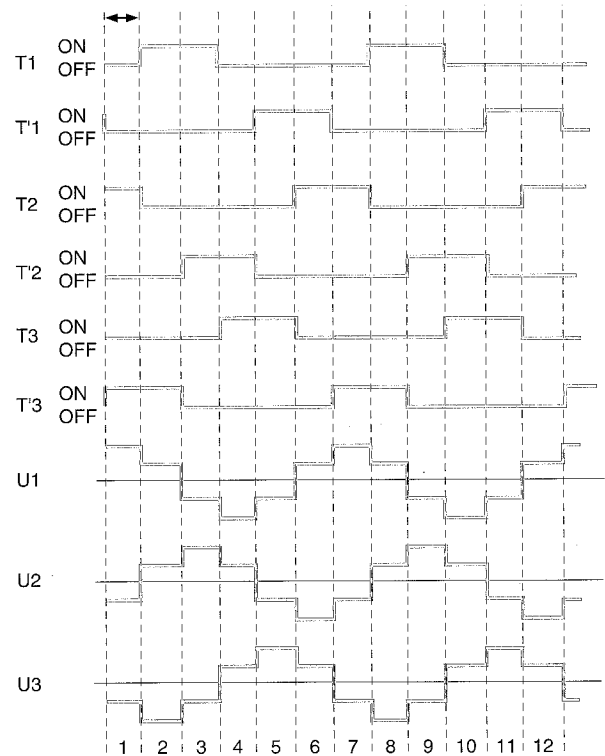 T1 ON
OFF
T'1 ON
OFF
T2 ON
OFF
T'2 ON
OFF
T3 ON
OFF
T'3 ON
OFF
U1
U2
U3
1 2 3 4 5 6 7 8 9 10 11 12